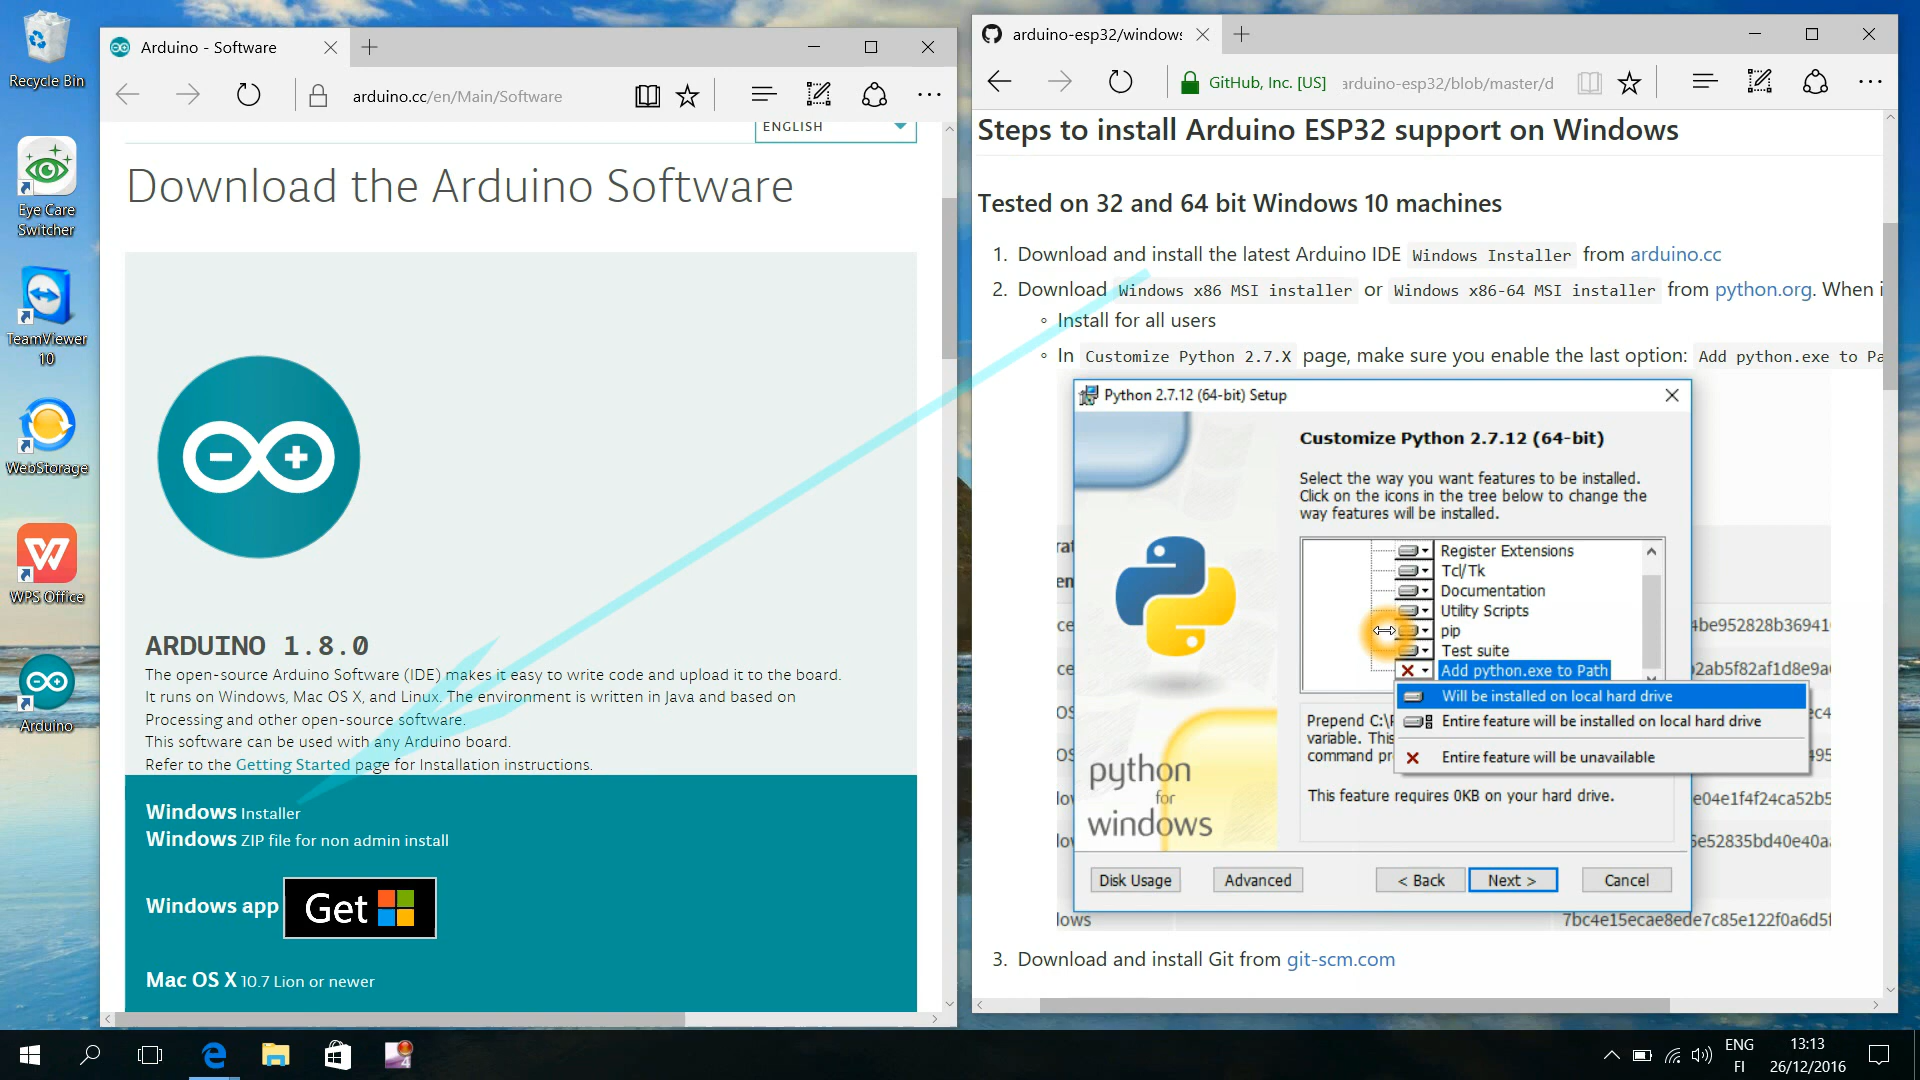 Recycle Bin
Eye Care
Switcher
TeamViewer
10
WebStorage
WPS Office
Arduino
Arduino - Software
arduino.cc/en/Main/Software
ENGLISH
Download the Arduino Software
ARDUINO 1.8.0
The open-source Arduino Software (IDE) makes it easy to write code and upload it to the board.
It runs on Windows, Mac OS X, and Linux. The environment is written in Java and based on
Processing and other open-source software.
This software can be used with any Arduino board.
Refer to the Getting Started page for Installation instructions.
Windows Installer
Windows ZIP file for non admin install
Windows app Get
Mac OS X 10.7 Lion or newer
arduino-esp32/windows
GitHub, Inc. [US] arduino-esp32/blob/master/d
Steps to install Arduino ESP32 support on Windows
Tested on 32 and 64 bit Windows 10 machines
1. Download and install the latest Arduino IDE Windows Installer from arduino.cc
2. Download Windows x86 MSI installer or Windows x86-64 MSI installer from python.org. When i
◦ Install for all users
◦ In Customize Python 2.7.X page, make sure you enable the last option: Add python.exe to Pa
Python 2.7.12 (64-bit) Setup
Customize Python 2.7.12 (64-bit)
Select the way you want features to be installed.
Click on the icons in the tree below to change the
way features will be installed.
Register Extensions
Tcl/Tk
Documentation
Utility Scripts
pip
Test suite
Add python.exe to Path
Will be installed on local hard drive
Entire feature will be installed on local hard drive
Entire feature will be unavailable
Prepend C:\
variable. This
command pr
This feature requires 0KB on your hard drive.
python
for
windows
Disk Usage
Advanced
< Back
Next >
Cancel
4be952828b36941
2ab5f82af1d8e9a
e04e1f4f24ca52b5
6e52835bd40e40a
lows
7bc4e15ecae8ede7c85e122f0a6d5f
3. Download and install Git from git-scm.com
4
ENG
FI
13:13
26/12/2016